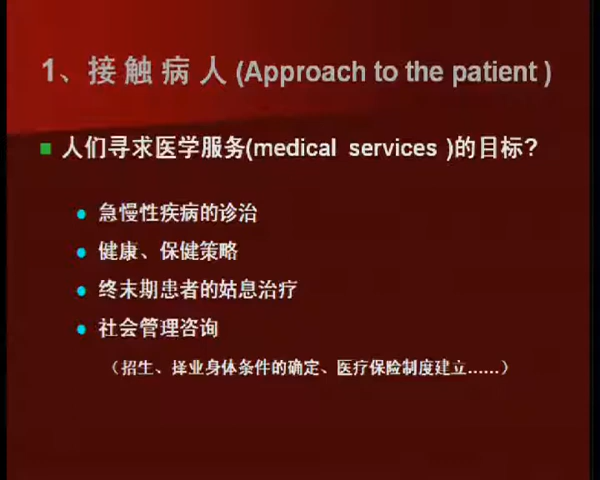 1、接触病人(Approach to the patient )
人们寻求医学服务(medical services )的目标?
急慢性疾病的诊治
健康、保健策略
终末期患者的姑息治疗
社会管理咨询
（招生、择业身体条件的确定、医疗保险制度建立......）